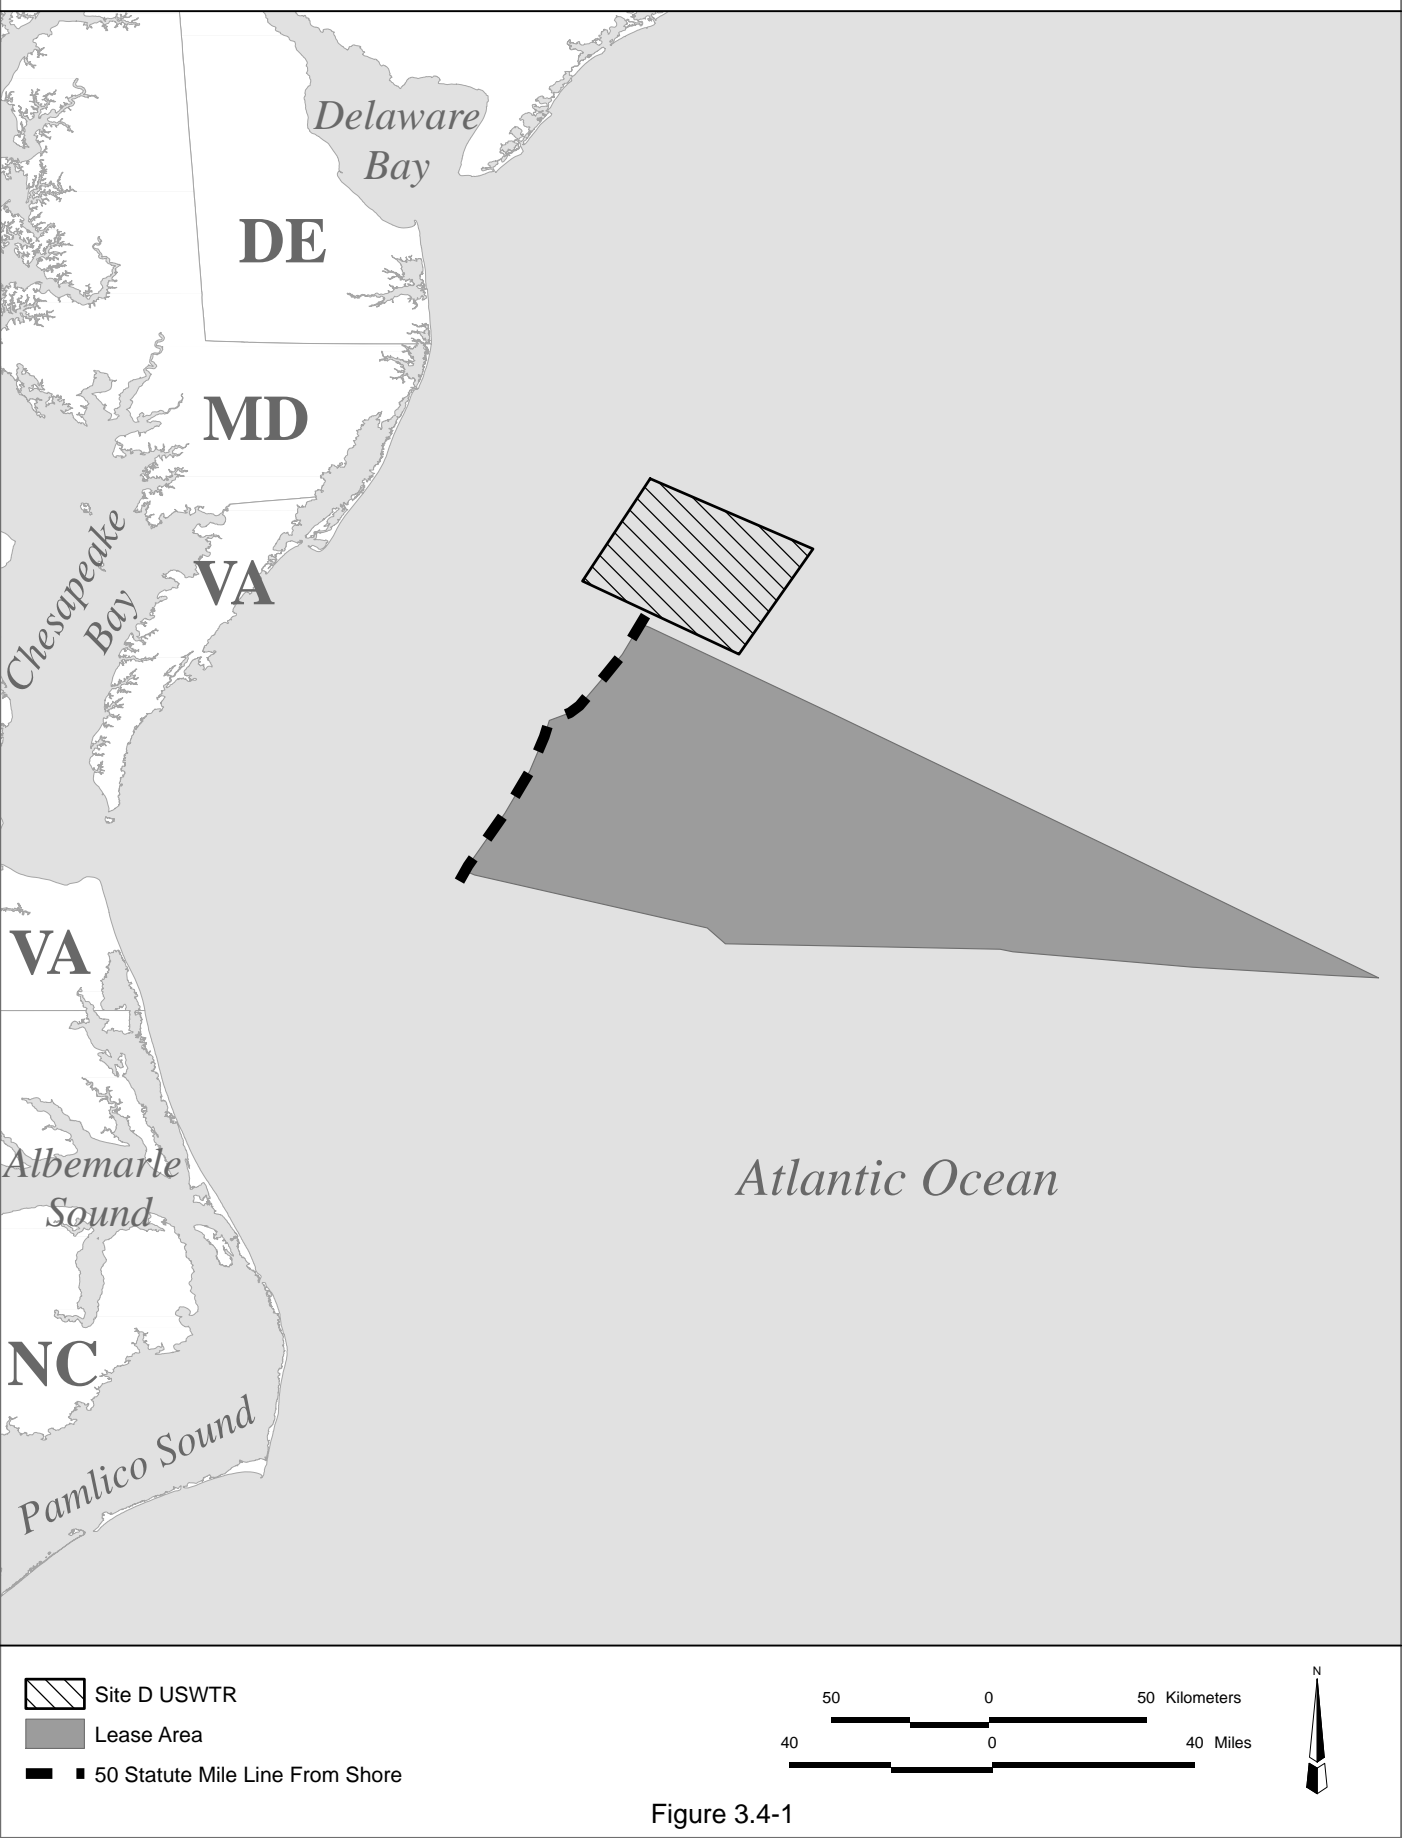 Delaware
Bay
DE
MD
Chesapeake
Bay
VA
VA
Albemarle
Sound
Atlantic Ocean
NC
Pamlico Sound
Site D USWTR
Lease Area
50 Statute Mile Line From Shore
50 0 50 Kilometers
40 0 40 Miles
N
Figure 3.4-1